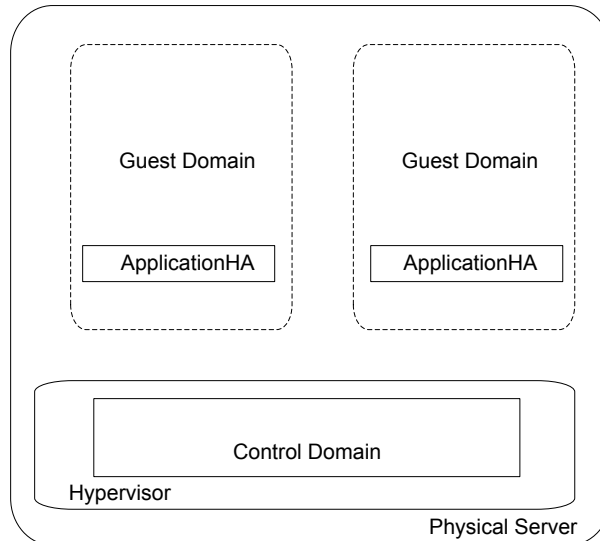 Guest Domain
Guest Domain
ApplicationHA
ApplicationHA
Control Domain
Hypervisor
Physical Server